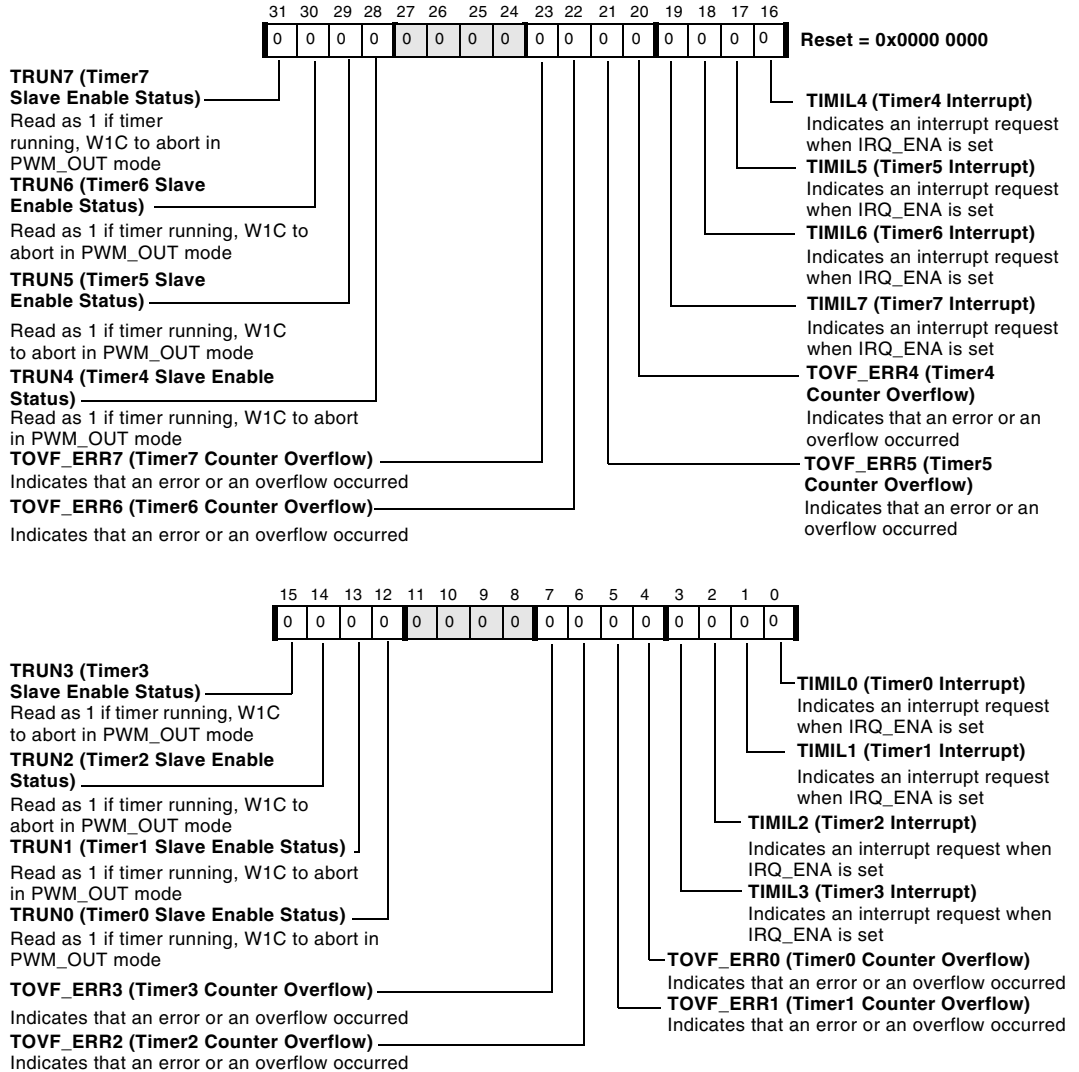 31 30 29 28 27 26 25 24 23 22 21 20 19 18 17 16
0 0 0 0 0 0 0 0 0 0 0 0 0 0 0 0 Reset = 0x0000 0000
TRUN7 (Timer7
Slave Enable Status)
Read as 1 if timer
running, W1C to abort in
PWM_OUT mode
TRUN6 (Timer6 Slave
Enable Status)
Read as 1 if timer running, W1C to
abort in PWM_OUT mode
TRUN5 (Timer5 Slave
Enable Status)
Read as 1 if timer running, W1C
to abort in PWM_OUT mode
TRUN4 (Timer4 Slave Enable
Status)
Read as 1 if timer running, W1C to abort
in PWM_OUT mode
TOVF_ERR7 (Timer7 Counter Overflow)
Indicates that an error or an overflow occurred
TOVF_ERR6 (Timer6 Counter Overflow)
Indicates that an error or an overflow occurred
TIMIL4 (Timer4 Interrupt)
Indicates an interrupt request
when IRQ_ENA is set
TIMIL5 (Timer5 Interrupt)
Indicates an interrupt request
when IRQ_ENA is set
TIMIL6 (Timer6 Interrupt)
Indicates an interrupt request
when IRQ_ENA is set
TIMIL7 (Timer7 Interrupt)
Indicates an interrupt request
when IRQ_ENA is set
TOVF_ERR4 (Timer4
Counter Overflow)
Indicates that an error or an
overflow occurred
TOVF_ERR5 (Timer5
Counter Overflow)
Indicates that an error or an
overflow occurred
15 14 13 12 11 10 9 8 7 6 5 4 3 2 1 0
0 0 0 0 0 0 0 0 0 0 0 0 0 0 0 0
TRUN3 (Timer3
Slave Enable Status)
Read as 1 if timer running, W1C
to abort in PWM_OUT mode
TRUN2 (Timer2 Slave Enable
Status)
Read as 1 if timer running, W1C to
abort in PWM_OUT mode
TRUN1 (Timer1 Slave Enable Status)
Read as 1 if timer running, W1C to abort
in PWM_OUT mode
TRUN0 (Timer0 Slave Enable Status)
Read as 1 if timer running, W1C to abort in
PWM_OUT mode
TOVF_ERR3 (Timer3 Counter Overflow)
Indicates that an error or an overflow occurred
TOVF_ERR2 (Timer2 Counter Overflow)
Indicates that an error or an overflow occurred
TIMIL0 (Timer0 Interrupt)
Indicates an interrupt request
when IRQ_ENA is set
TIMIL1 (Timer1 Interrupt)
Indicates an interrupt request
when IRQ_ENA is set
TIMIL2 (Timer2 Interrupt)
Indicates an interrupt request when
IRQ_ENA is set
TIMIL3 (Timer3 Interrupt)
Indicates an interrupt request when
IRQ_ENA is set
TOVF_ERR0 (Timer0 Counter Overflow)
Indicates that an error or an overflow occurred
TOVF_ERR1 (Timer1 Counter Overflow)
Indicates that an error or an overflow occurred